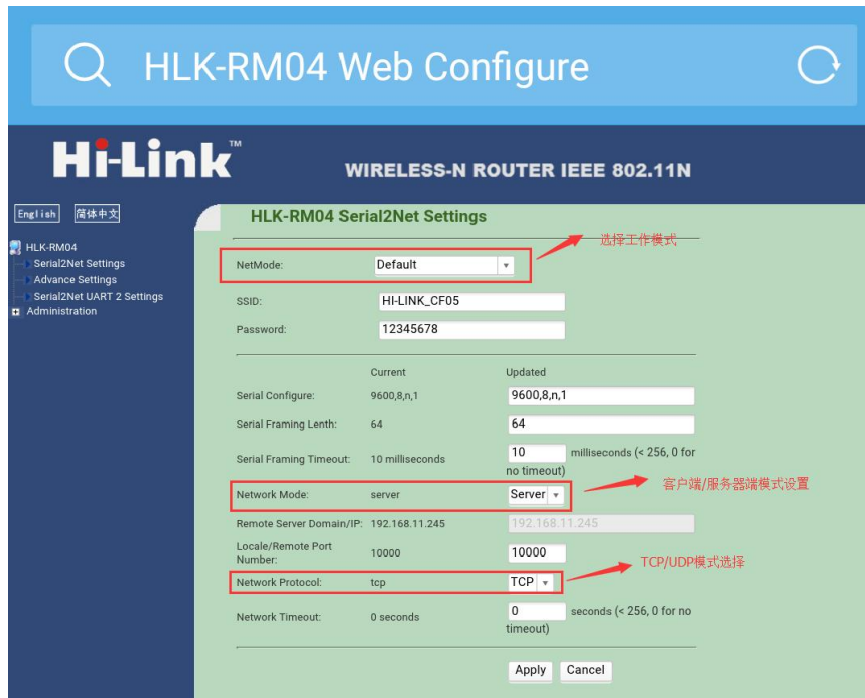 HLK-RM04 Web Configure
Hi-Link™
WIRELESS-N ROUTER IEEE 802.11N
English 简体中文
HLK-RM04
Serial2Net Settings
Advance Settings
Serial2Net UART 2 Settings
Administration
HLK-RM04 Serial2Net Settings
选择工作模式
NetMode: Default
SSID: HI-LINK_CF05
Password: 12345678
Current Updated
Serial Configure: 9600,8,n,1 9600,8,n,1
Serial Framing Lenth: 64 64
Serial Framing Timeout: 10 milliseconds 10 milliseconds (< 256, 0 for
no timeout)
客户端/服务器端模式设置
Network Mode: server Server
Remote Server Domain/IP: 192.168.11.245 192.168.11.245
Locale/Remote Port
Number: 10000 10000
TCP/UDP模式选择
Network Protocol: tcp TCP
Network Timeout: 0 seconds 0 seconds (< 256, 0 for no
timeout)
Apply Cancel